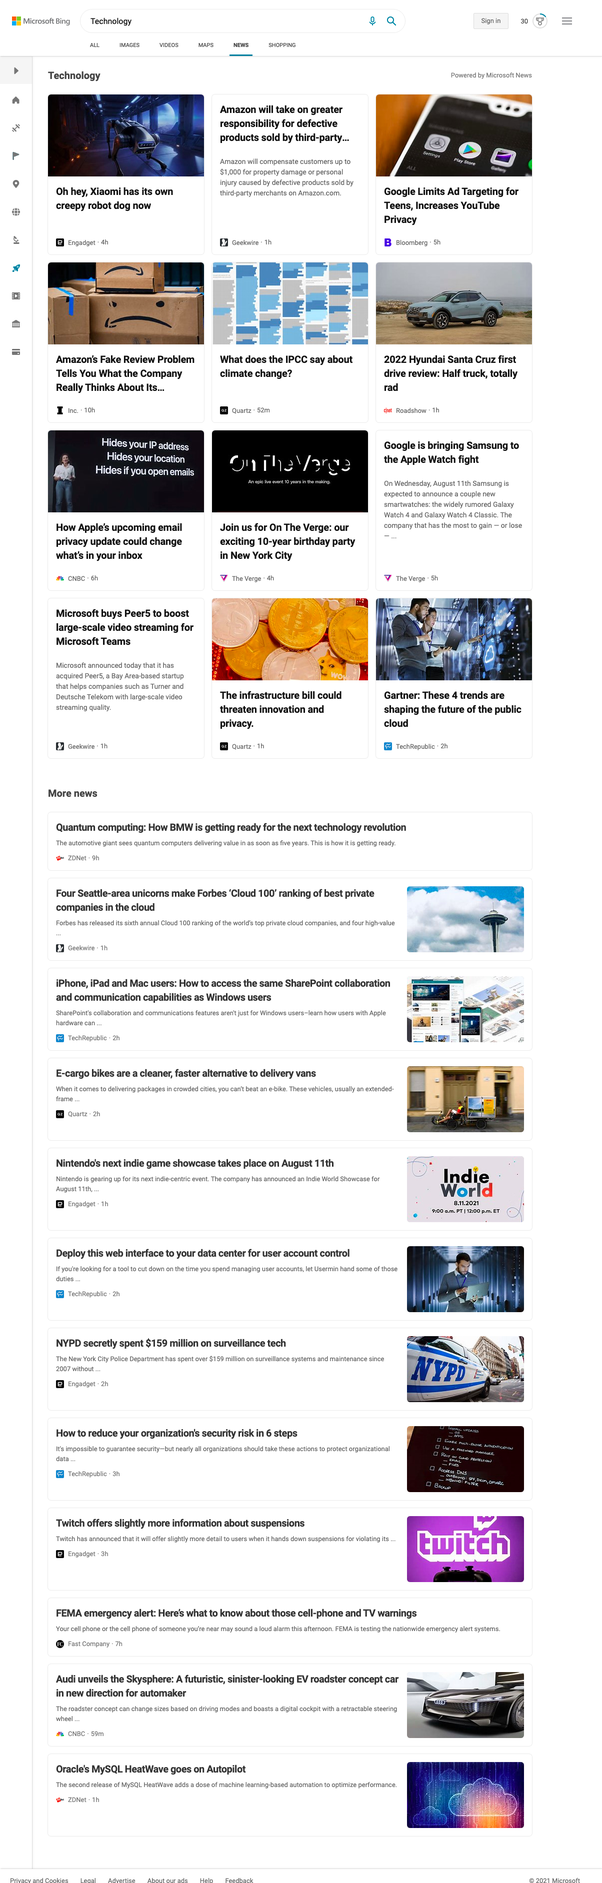 Microsoft Bing
Technology
Sign in
30
ALL
IMAGES
VIDEOS
MAPS
NEWS
SHOPPING
Technology
Powered by Microsoft News
Oh, hey, Xiaomi has its own
creepy robot dog now
Engadget · 4h
Amazon will take on greater
responsibility for defective
products sold by third-party...
Amazon will compensate customers up to
$1,000 for property damage or personal
injury caused by defective products sold by
third-party merchants on Amazon.com.
Geekwire · 1h
Settings
Play Store
Gallery
Google Limits Ad Targeting for
Teens, Increases YouTube
Privacy
Bloomberg · 5h
Amazon's Fake Review Problem
Tells You What the Company
Really Thinks About Its...
Inc. · 10h
What does the IPCC say about
climate change?
Quartz · 52m
2022 Hyundai Santa Cruz first
drive review: Half truck, totally
rad
Roadshow · 1h
Hides your IP address
Hides your location
Hides if you open emails
How Apple's upcoming email
privacy update could change
what's in your inbox
CNBC · 6h
On The Verge
An epic live event 10 years in the making.
Join us for On The Verge: our
exciting 10-year birthday party
in New York City
The Verge · 4h
Google is bringing Samsung to
the Apple Watch fight
On Wednesday, August 11th Samsung is
expected to announce a couple new
smartwatches: the widely rumored Galaxy
Watch 4 and Galaxy Watch 4 Classic. The
company that has the most to gain — or lose
— ...
The Verge · 5h
Microsoft buys Peer5 to boost
large-scale video streaming for
Microsoft Teams
Microsoft announced today that it has
acquired Peer5, a Bay Area-based startup
that helps companies such as Turner and
Deutsche Telekom with large-scale video
streaming quality.
Geekwire · 1h
The infrastructure bill could
threaten innovation and
privacy.
Quartz · 1h
Gartner: These 4 trends are
shaping the future of the public
cloud
TechRepublic · 2h
More news
Quantum computing: How BMW is getting ready for the next technology revolution
The automotive giant sees quantum computers delivering value in as soon as five years. This is how it is getting ready.
ZDNet · 9h
Four Seattle-area unicorns make Forbes 'Cloud 100' ranking of best private
companies in the cloud
Forbes has released its sixth annual Cloud 100 ranking of the world's top private cloud companies, and four high-value
...
Geekwire · 1h
iPhone, iPad and Mac users: How to access the same SharePoint collaboration
and communication capabilities as Windows users
SharePoint's collaboration and communications features aren't just for Windows users–learn how users with Apple
hardware can ...
TechRepublic · 2h
E-cargo bikes are a cleaner, faster alternative to delivery vans
When it comes to delivering packages in crowded cities, you can't beat an e-bike. These vehicles, usually an extended-
frame ...
Quartz · 2h
Nintendo's next indie game showcase takes place on August 11th
Nintendo is gearing up for its next indie-centric event. The company has announced an Indie World Showcase for
August 11th, ...
Engadget · 1h
Indie
World
8.11.2021
9:00 a.m. PT | 12:00 p.m. ET
Deploy this web interface to your data center for user account control
If you're looking for a tool to cut down on the time you spend managing user accounts, let Usermin hand some of those
duties ...
TechRepublic · 2h
NYPD secretly spent $159 million on surveillance tech
The New York City Police Department has spent over $159 million on surveillance systems and maintenance since
2007 without ...
Engadget · 2h
NYPD
How to reduce your organization's security risk in 6 steps
It's impossible to guarantee security—but nearly all organizations should take these actions to protect organizational
data ...
TechRepublic · 3h
Twitch offers slightly more information about suspensions
Twitch has announced that it will offer slightly more detail to users when it hands down suspensions for violating its ...
Engadget · 3h
twitch
FEMA emergency alert: Here's what to know about those cell-phone and TV warnings
Your cell phone or the cell phone of someone you're near may sound a loud alarm this afternoon. FEMA is testing the nationwide emergency alert systems.
Fast Company · 7h
Audi unveils the Skysphere: A futuristic, sinister-looking EV roadster concept car
in new direction for automaker
The roadster concept can change sizes based on driving modes and boasts a digital cockpit with a retractable steering
wheel ...
CNBC · 59m
Oracle's MySQL HeatWave goes on Autopilot
The second release of MySQL HeatWave adds a dose of machine learning-based automation to optimize performance.
ZDNet · 1h
Privacy and Cookies
Legal
Advertise
About our ads
Help
Feedback
© 2021 Microsoft